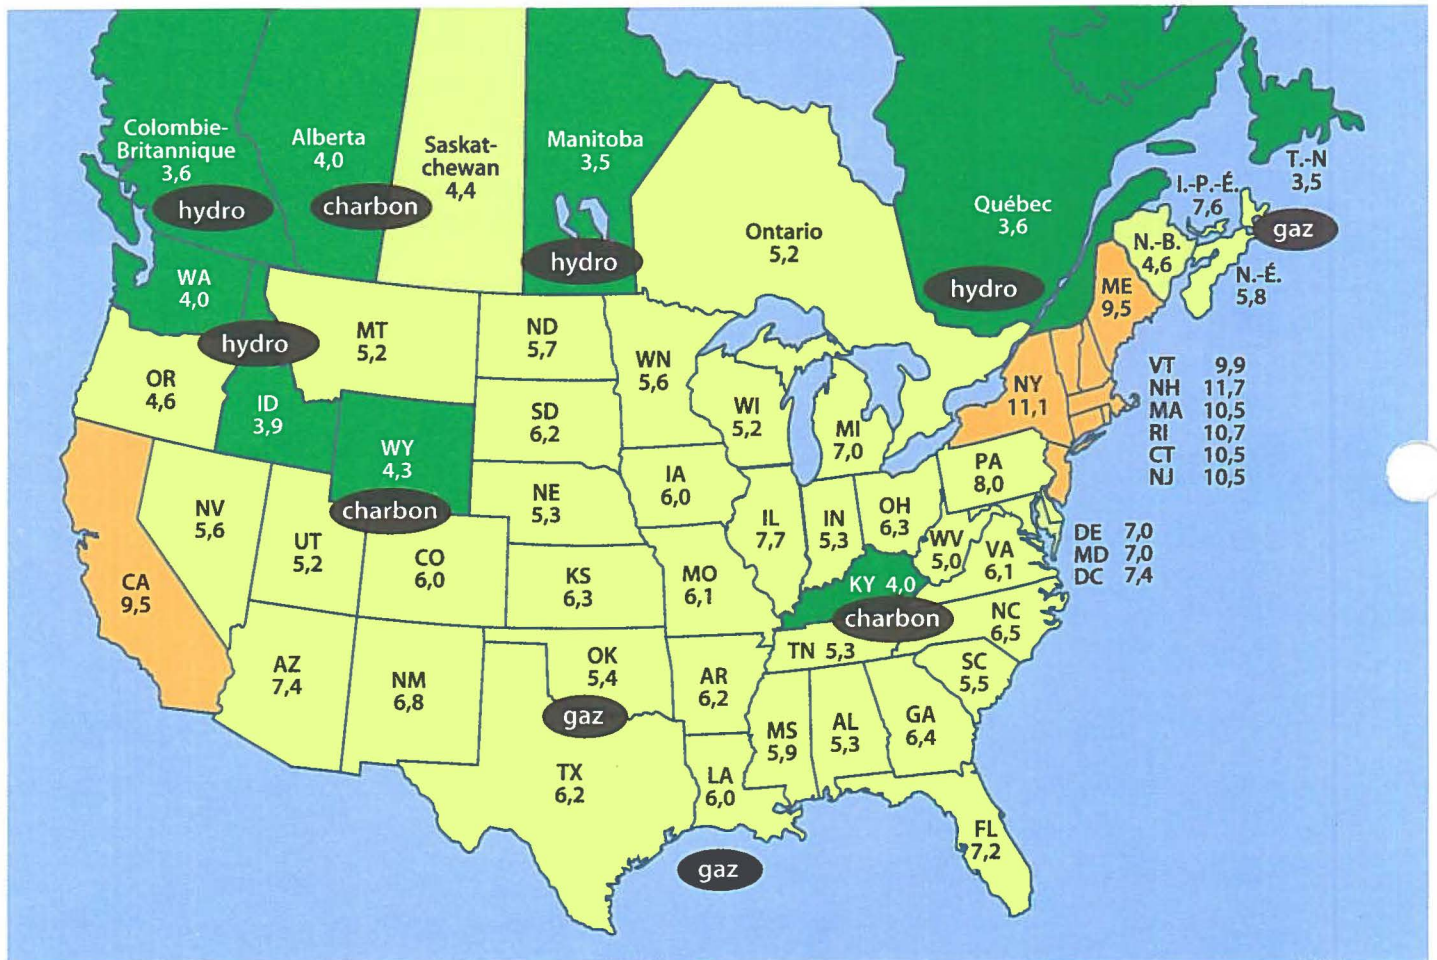 Colombie-
Britannique
3,6
hydro
Alberta
4,0
charbon
Saskat-
chewan
4,4
Manitoba
3,5
hydro
Ontario
5,2
Québec
3,6
hydro
T.-N
3,5
I.-P.-É.
7,6
gaz
N.-B.
4,6
N.-É.
5,8
WA
4,0
hydro
MT
5,2
ND
5,7
WN
5,6
ME
9,5
OR
4,6
ID
3,9
WY
4,3
charbon
SD
6,2
WI
5,2
MI
7,0
NY
11,1
VT 9,9
NH 11,7
MA 10,5
RI 10,7
CT 10,5
NJ 10,5
NV
5,6
UT
5,2
CO
6,0
NE
5,3
IA
6,0
IL
7,7
IN
5,3
OH
6,3
PA
8,0
WV
5,0
VA
6,1
DE 7,0
MD 7,0
DC 7,4
CA
9,5
KS
6,3
MO
6,1
KY 4,0
charbon
NC
6,5
TN 5,3
SC
5,5
AZ
7,4
NM
6,8
OK
5,4
gaz
AR
6,2
MS
5,9
AL
5,3
GA
6,4
TX
6,2
LA
6,0
FL
7,2
gaz